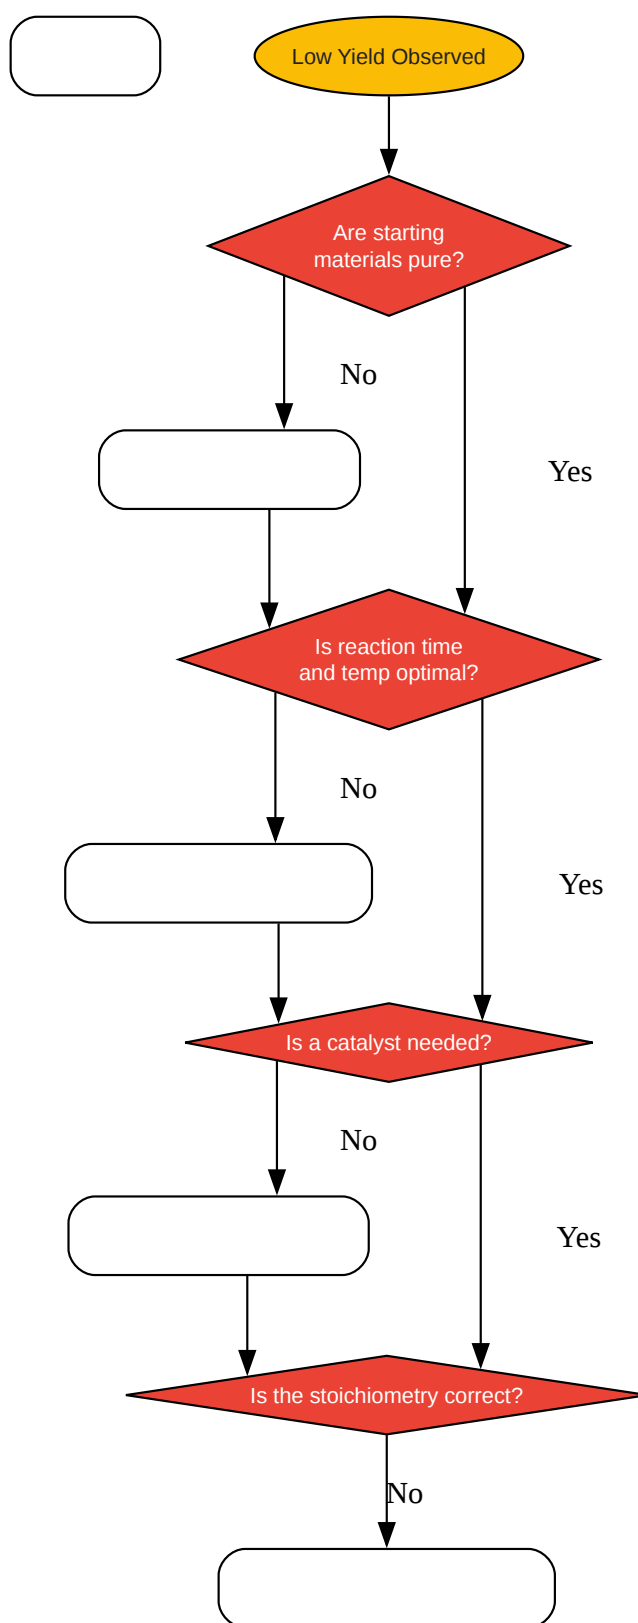 Low Yield Observed
Are starting
materials pure?
No
Yes
Is reaction time
and temp optimal?
No
Yes
Is a catalyst needed?
No
Yes
Is the stoichiometry correct?
No